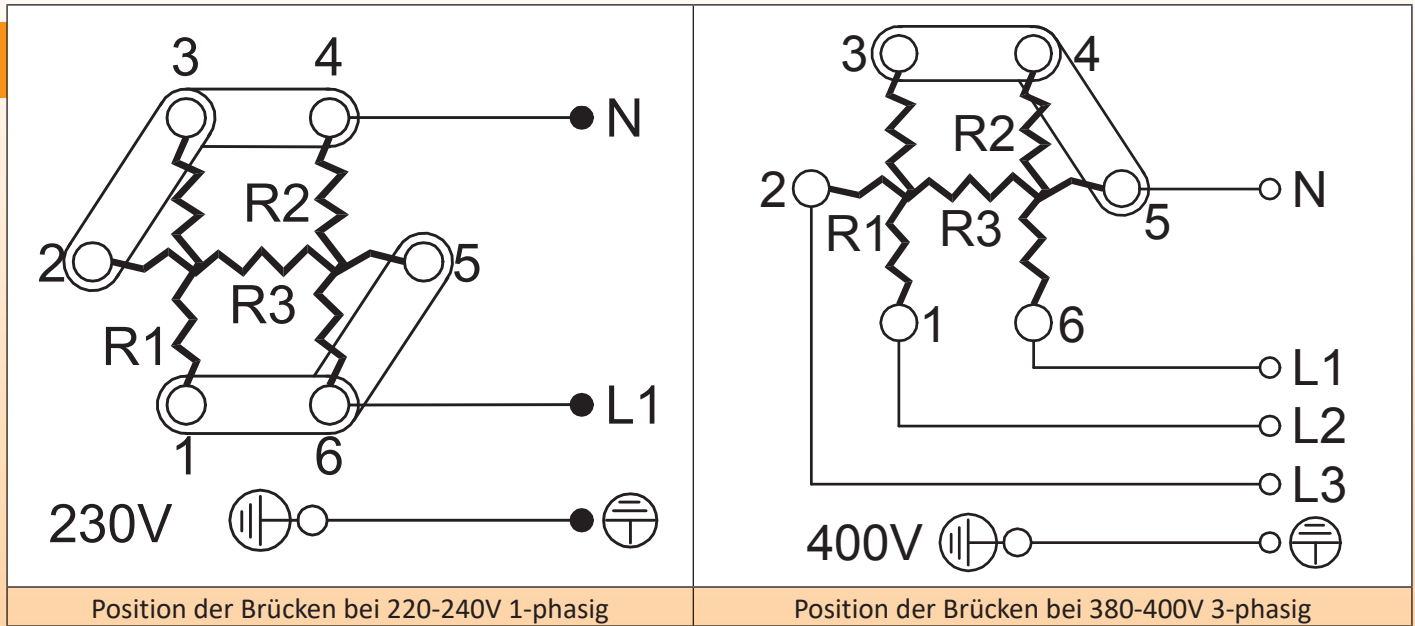 3 4
N
R2
2 5
R3
R1
L1
1 6
230V
Position der Brücken bei 220-240V 1-phasig
3 4
R2
2 N
R1 R3 5
1 6
L1
L2
L3
400V
Position der Brücken bei 380-400V 3-phasig